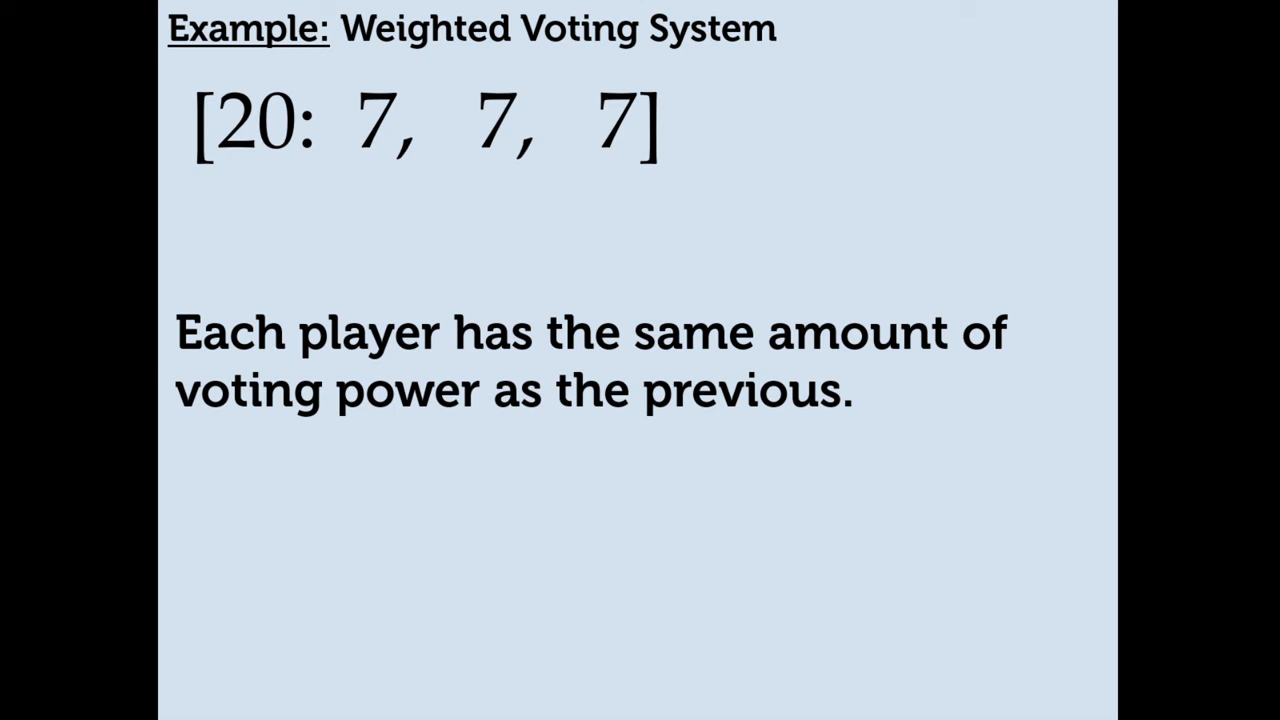 Example: Weighted Voting System
[20: 7, 7, 7]
Each player has the same amount of
voting power as the previous.